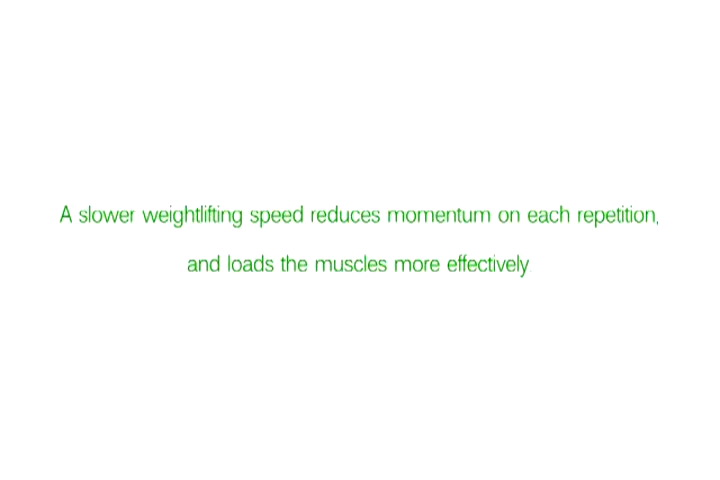 A slower weightlifting speed reduces momentum on each repetition,
and loads the muscles more effectively